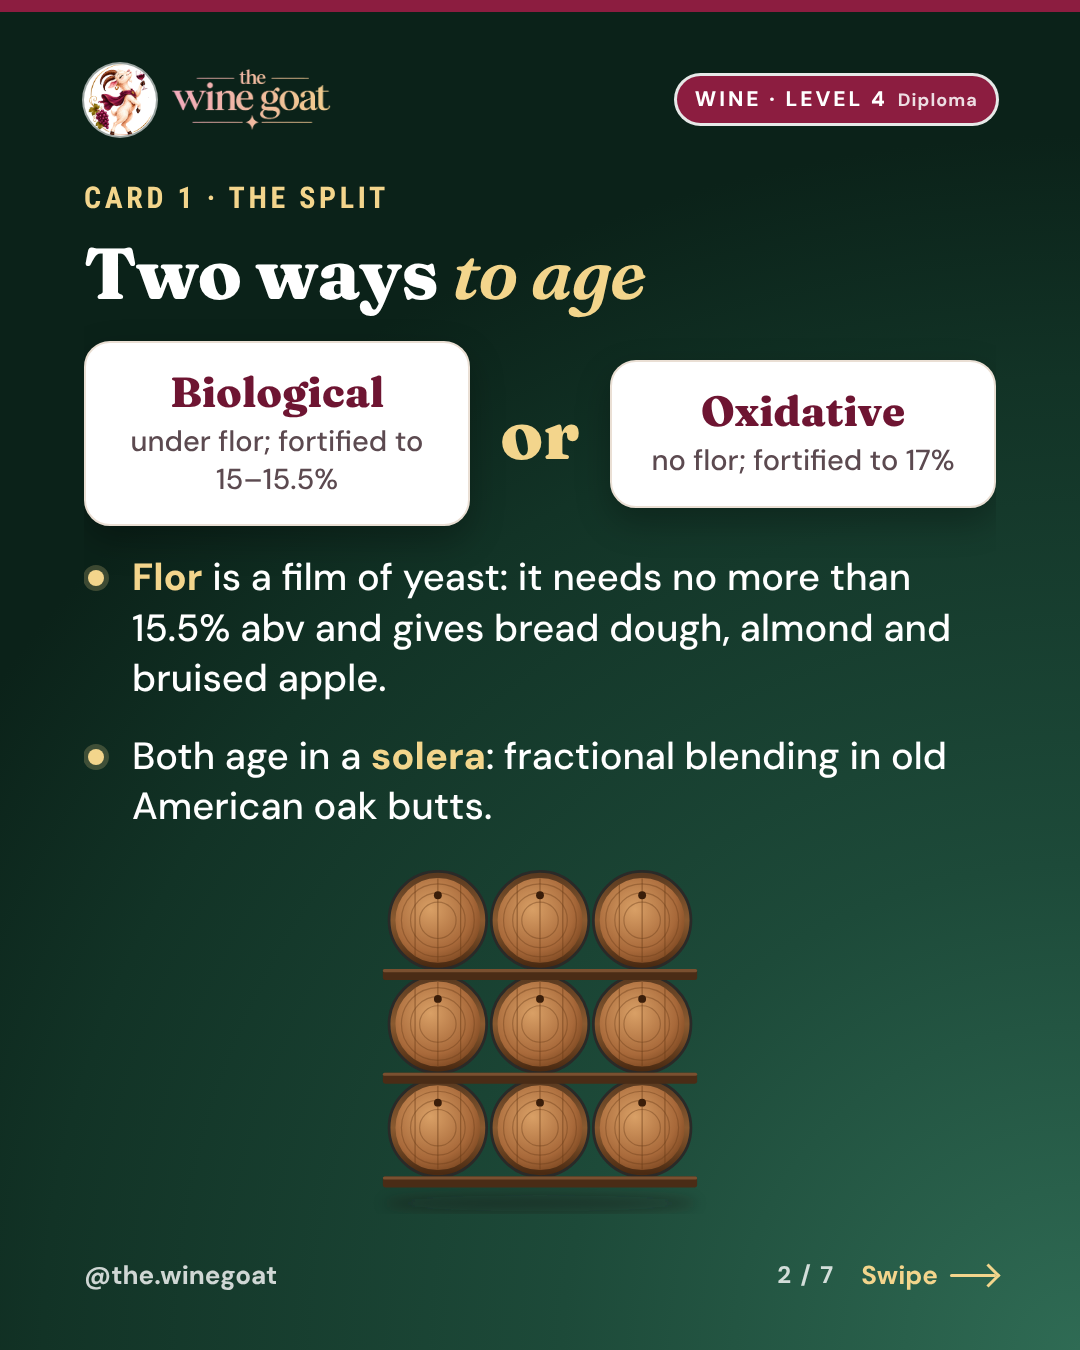 the
wine goat
WINE · LEVEL 4 Diploma
CARD 1 · THE SPLIT
Two ways to age
Biological
under flor; fortified to
15–15.5%
or
Oxidative
no flor; fortified to 17%
Flor is a film of yeast: it needs no more than
15.5% abv and gives bread dough, almond and
bruised apple.
Both age in a solera: fractional blending in old
American oak butts.
@the.winegoat
2 / 7
Swipe